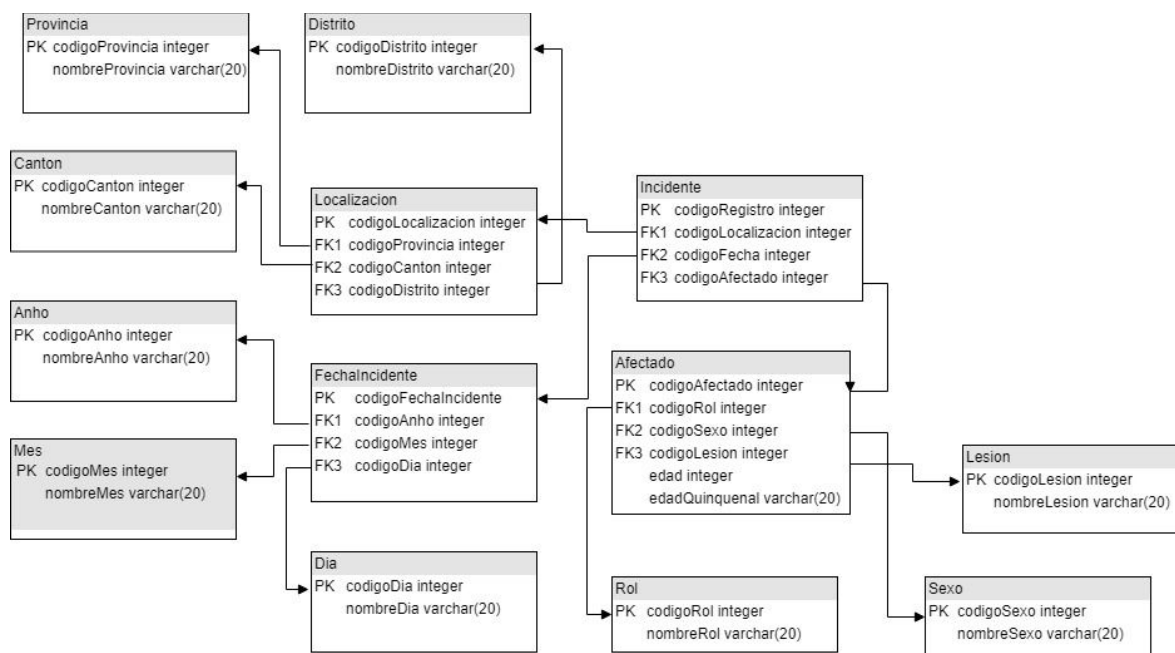 Provincia
PK codigoProvincia integer
nombreProvincia varchar(20)
Distrito
PK codigoDistrito integer
nombreDistrito varchar(20)
Canton
PK codigoCanton integer
nombreCanton varchar(20)
Localizacion
PK codigoLocalizacion integer
FK1 codigoProvincia integer
FK2 codigoCanton integer
FK3 codigoDistrito integer
Incidente
PK codigoRegistro integer
FK1 codigoLocalizacion integer
FK2 codigoFecha integer
FK3 codigoAfectado integer
Anho
PK codigoAnho integer
nombreAnho varchar(20)
FechaIncidente
PK codigoFechaIncidente
FK1 codigoAnho integer
FK2 codigoMes integer
FK3 codigoDia integer
Afectado
PK codigoAfectado integer
FK1 codigoRol integer
FK2 codigoSexo integer
FK3 codigoLesion integer
edad integer
edadQuinquenal varchar(20)
Mes
PK codigoMes integer
nombreMes varchar(20)
Lesion
PK codigoLesion integer
nombreLesion varchar(20)
Dia
PK codigoDia integer
nombreDia varchar(20)
Rol
PK codigoRol integer
nombreRol varchar(20)
Sexo
PK codigoSexo integer
nombreSexo varchar(20)